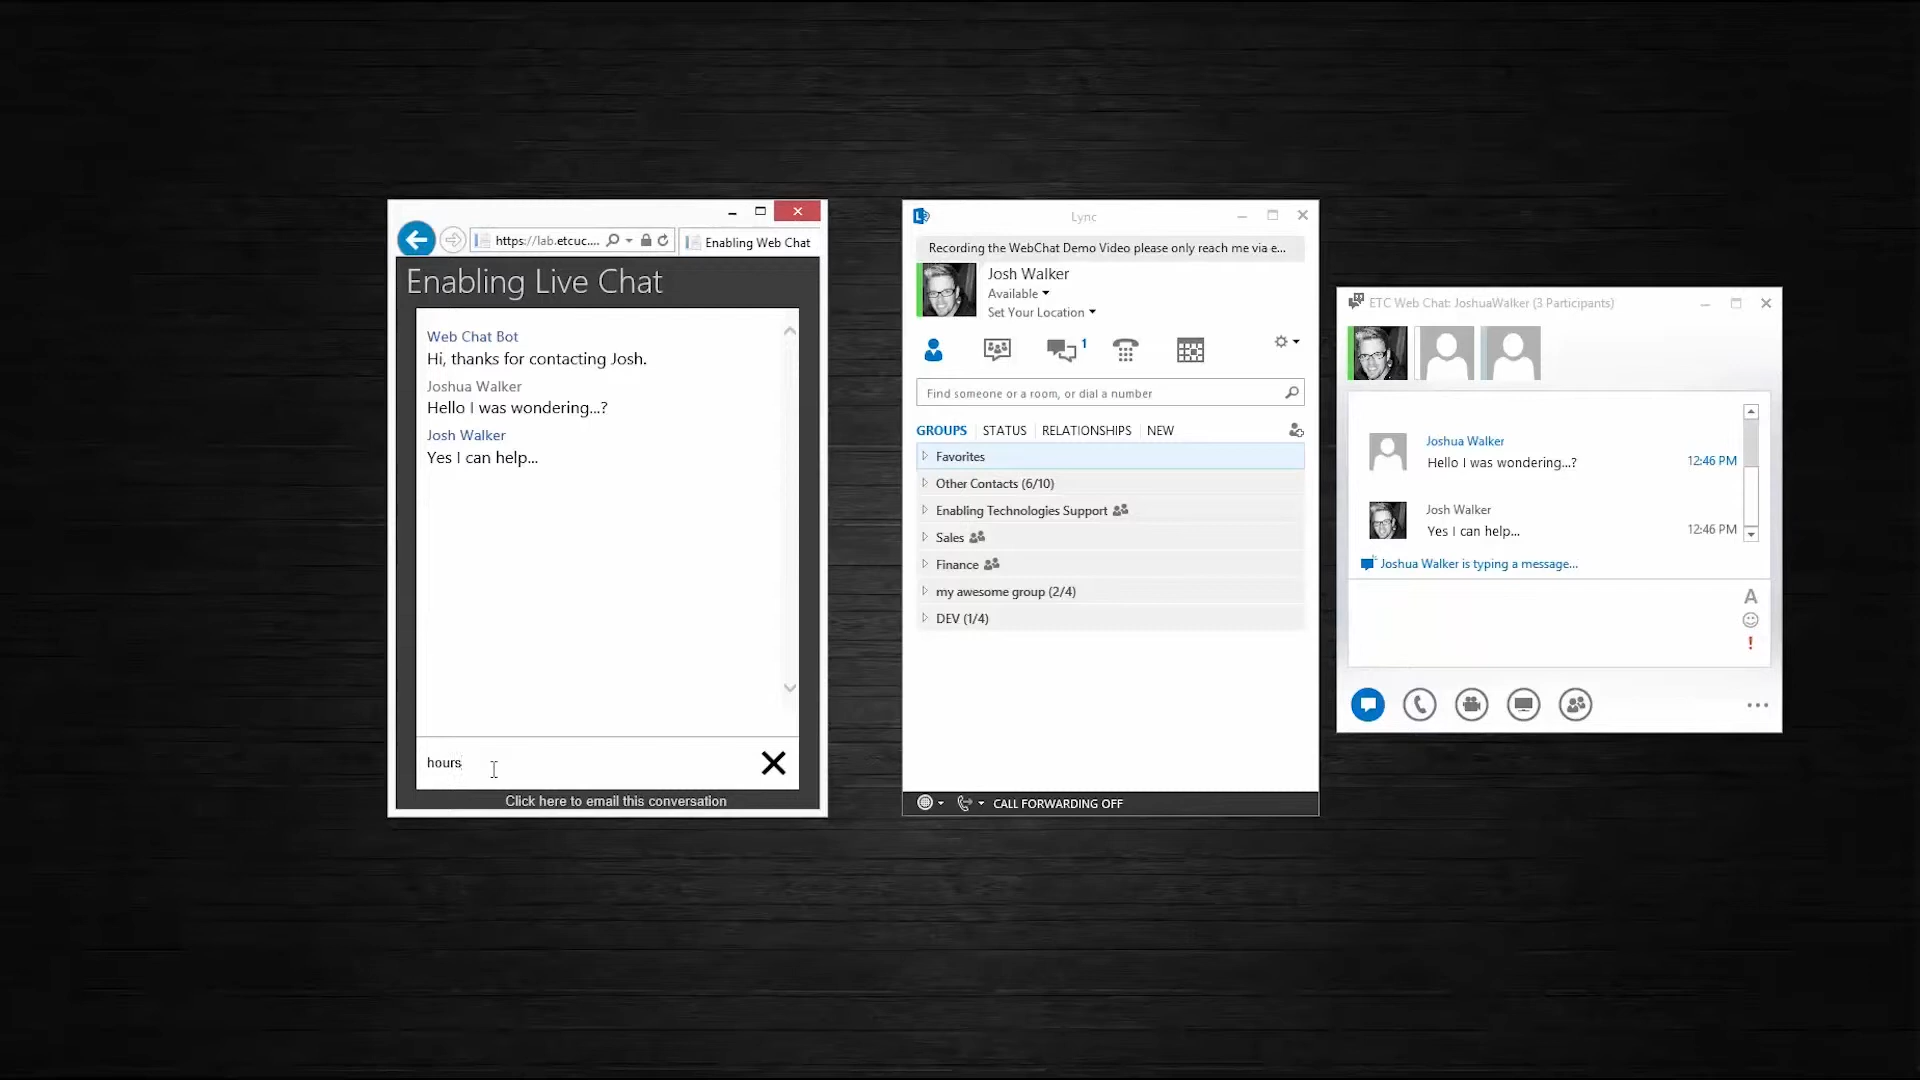 https://lab.etcuc....
Enabling Web Chat
Enabling Live Chat
Web Chat Bot
Hi, thanks for contacting Josh.
Joshua Walker
Hello I was wondering...?
Josh Walker
Yes I can help...
hours
Click here to email this conversation
Lync
Recording the WebChat Demo Video please only reach me via e...
Josh Walker
Available
Set Your Location
1
Find someone or a room, or dial a number
GROUPS STATUS RELATIONSHIPS NEW
Favorites
Other Contacts (6/10)
Enabling Technologies Support
Sales
Finance
my awesome group (2/4)
DEV (1/4)
CALL FORWARDING OFF
ETC Web Chat: JoshuaWalker (3 Participants)
Joshua Walker
Hello I was wondering...? 12:46 PM
Josh Walker
Yes I can help... 12:46 PM
Joshua Walker is typing a message...
A
!